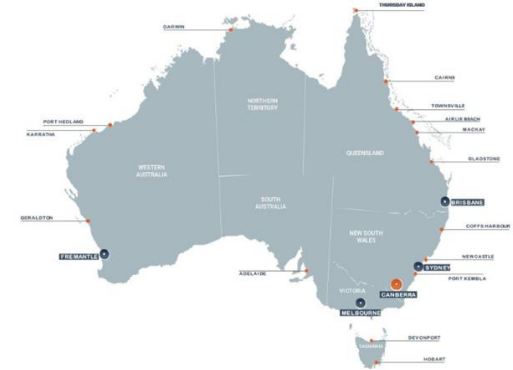 THURSDAY ISLAND
DARWIN
CAIRNS
NORTHERN
TERRITORY
TOWNSVILLE
PORT HEDLAND
AIRLIE BEACH
KARRATHA
MACKAY
QUEENSLAND
GLADSTONE
WESTERN
AUSTRALIA
SOUTH
AUSTRALIA
BRISBANE
GERALDTON
COFFS HARBOUR
NEW SOUTH
WALES
FREMANTLE
NEWCASTLE
SYDNEY
ADELAIDE
PORT KEMBLA
VICTORIA
CANBERRA
MELBOURNE
DEVONPORT
TASMANIA
HOBART